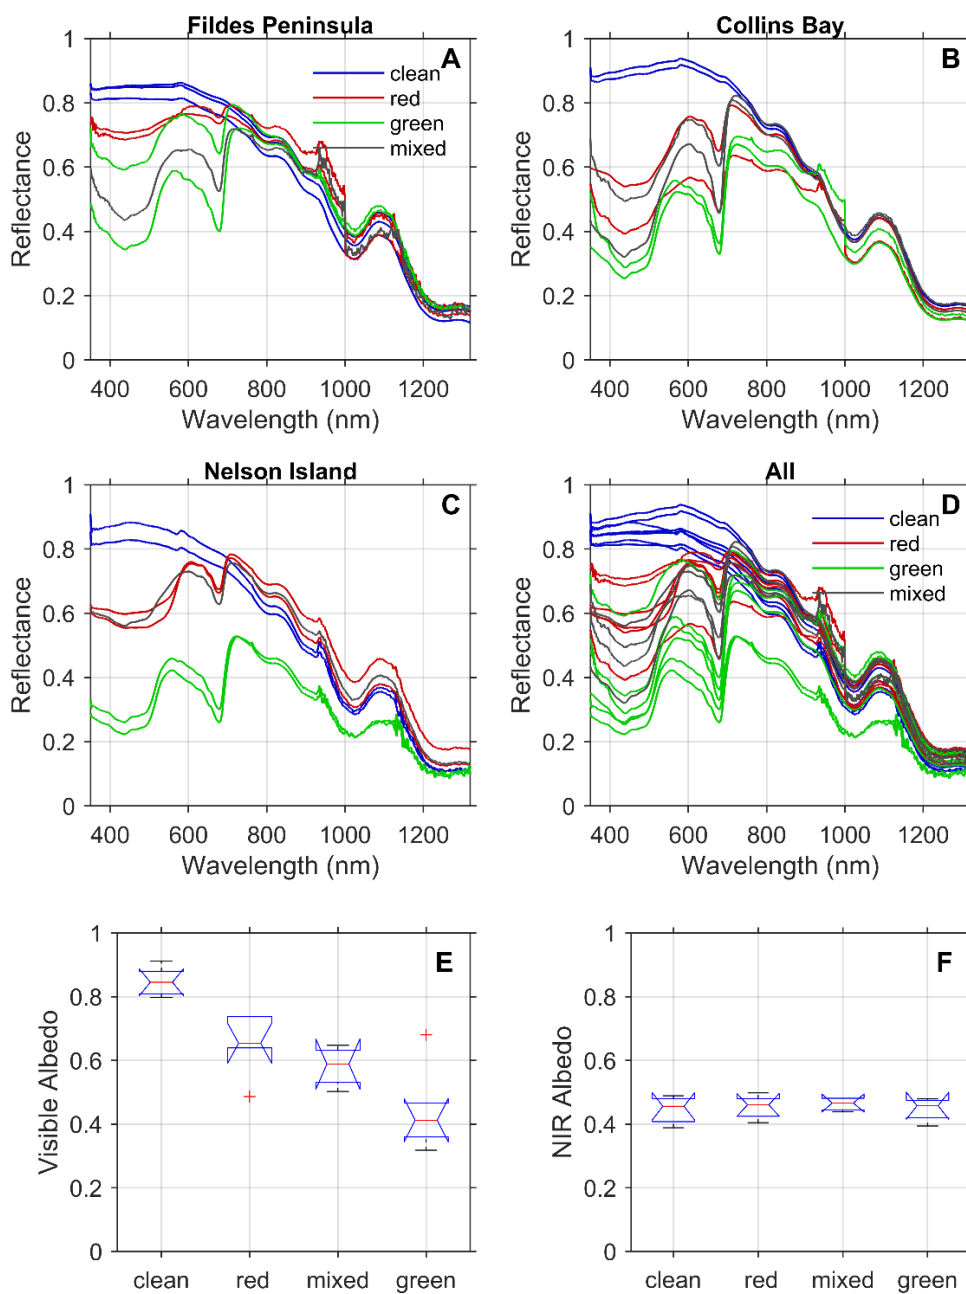 Fildes Peninsula
A
clean
red
green
mixed
1
0.8
0.6
0.4
0.2
0
Reflectance
400 600 800 1000 1200
Wavelength (nm)
Collins Bay
B
1
0.8
0.6
0.4
0.2
0
Reflectance
400 600 800 1000 1200
Wavelength (nm)
Nelson Island
C
1
0.8
0.6
0.4
0.2
0
Reflectance
400 600 800 1000 1200
Wavelength (nm)
All
D
clean
red
green
mixed
1
0.8
0.6
0.4
0.2
0
Reflectance
400 600 800 1000 1200
Wavelength (nm)
E
1
0.8
0.6
0.4
0.2
0
Visible Albedo
clean red mixed green
F
1
0.8
0.6
0.4
0.2
0
NIR Albedo
clean red mixed green